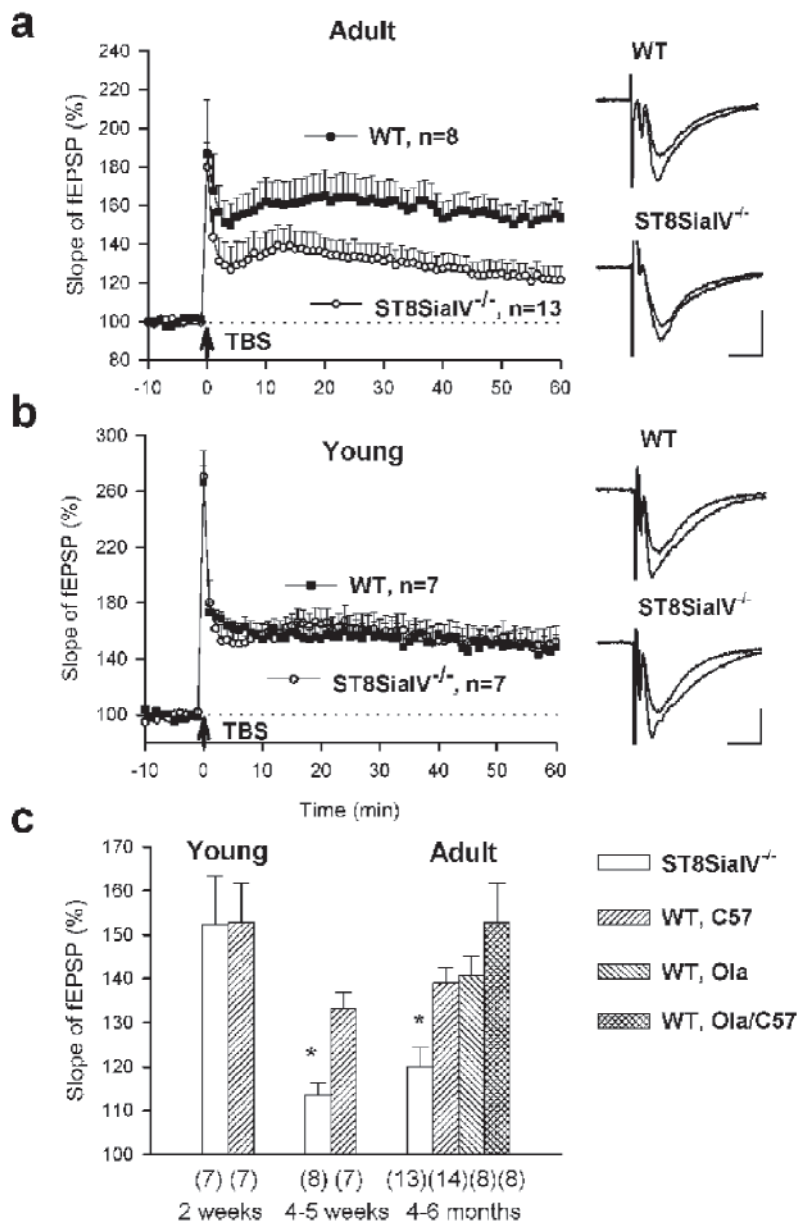 a
Adult
Slope of fEPSP (%)
240
220
200
180
160
140
120
100
80
WT, n=8
ST8SiaIV-/-, n=13
TBS
-10 0 10 20 30 40 50 60
WT
ST8SiaIV-/-
b
Young
Slope of fEPSP (%)
300
260
220
180
140
100
WT, n=7
ST8SiaIV-/-, n=7
TBS
-10 0 10 20 30 40 50 60
Time (min)
WT
ST8SiaIV-/-
c
Young Adult
Slope of fEPSP (%)
170
160
150
140
130
120
110
100
* *
(7) (7) (8) (7) (13)(14)(8)(8)
2 weeks 4-5 weeks 4-6 months
ST8SiaIV-/-
WT, C57
WT, Ola
WT, Ola/C57